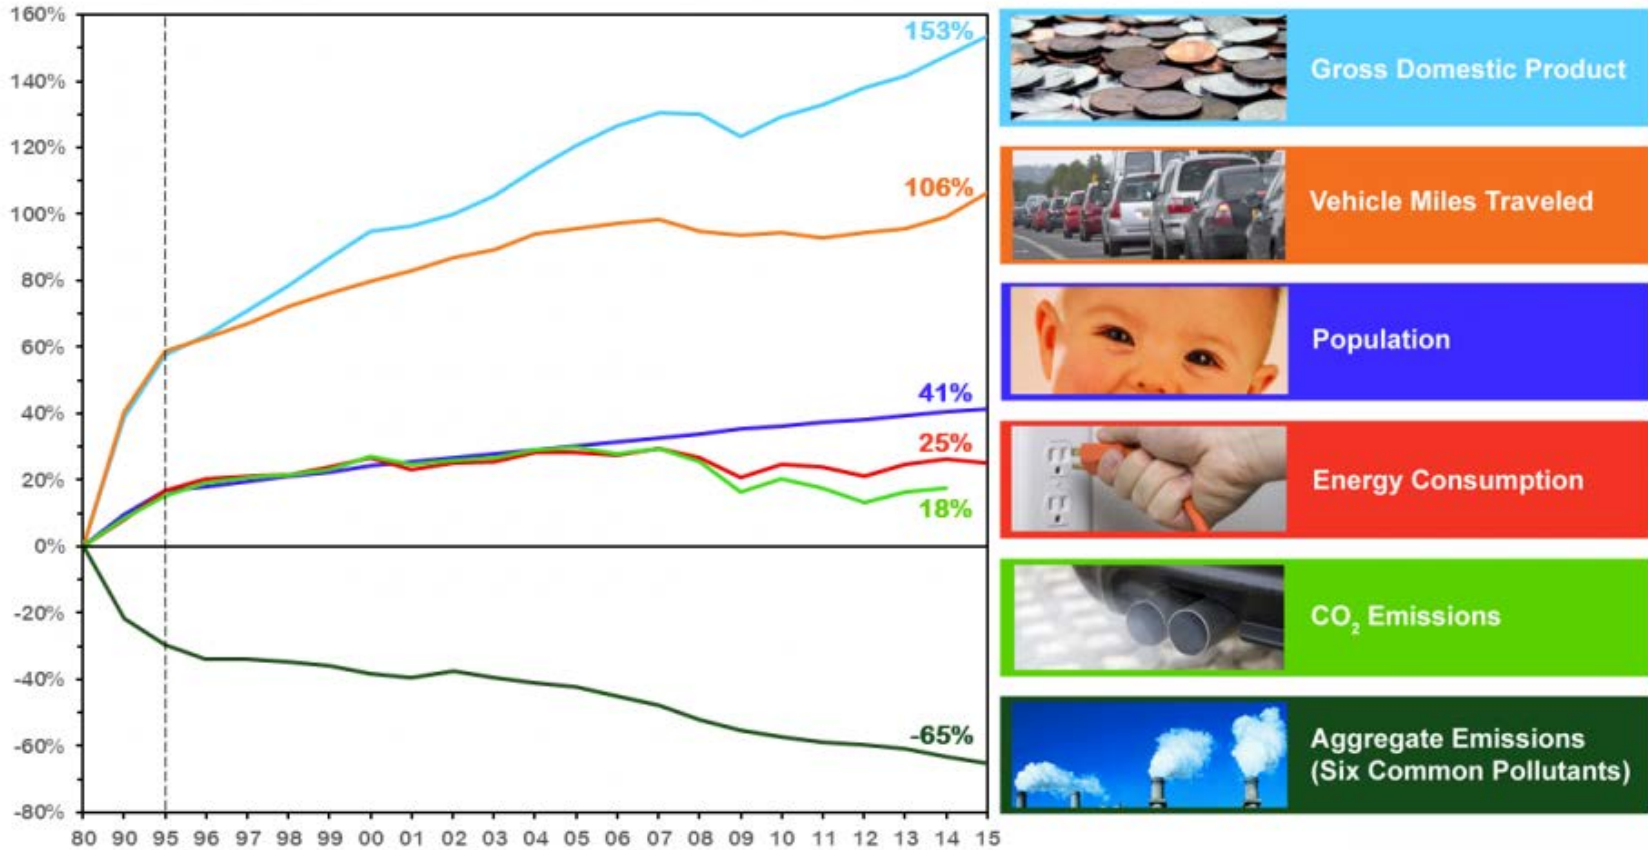 160%
140%
120%
100%
80%
60%
40%
20%
0%
-20%
-40%
-60%
-80%
153%
106%
41%
25%
18%
-65%
80 90 95 96 97 98 99 00 01 02 03 04 05 06 07 08 09 10 11 12 13 14 15
Gross Domestic Product
Vehicle Miles Traveled
Population
Energy Consumption
CO₂ Emissions
Aggregate Emissions
(Six Common Pollutants)